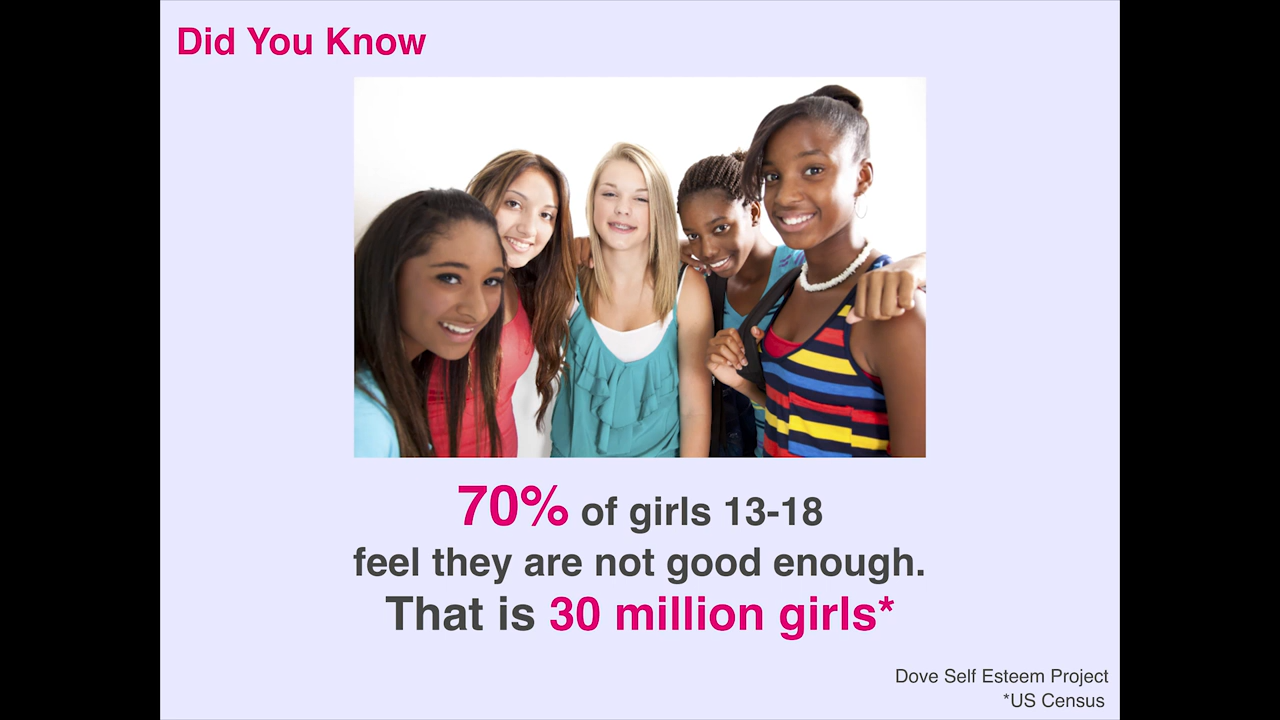 Did You Know
70% of girls 13-18
feel they are not good enough.
That is 30 million girls*
Dove Self Esteem Project
*US Census